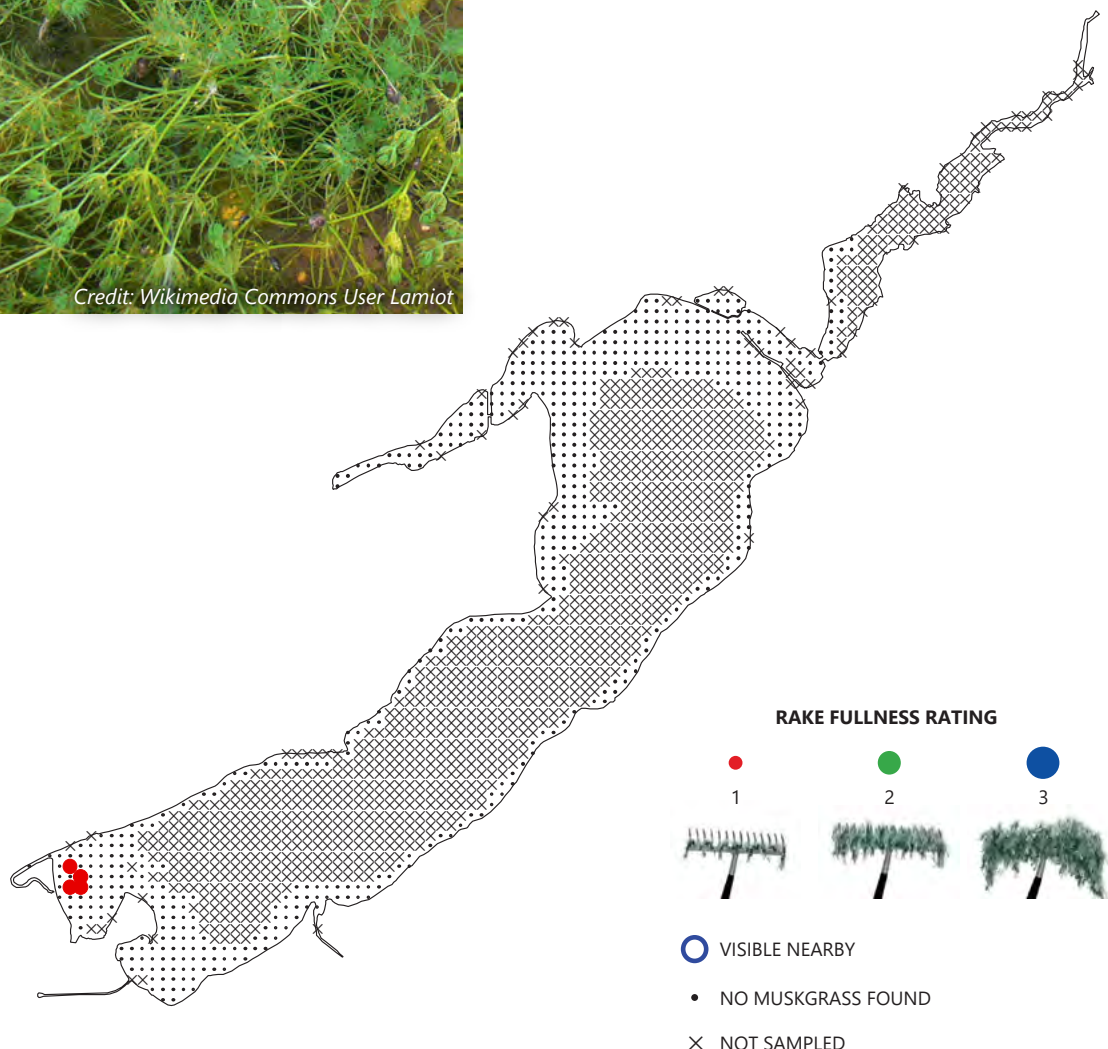 Credit: Wikimedia Commons User Lamiot
RAKE FULLNESS RATING
1
2
3
VISIBLE NEARBY
NO MUSKGRASS FOUND
NOT SAMPLED